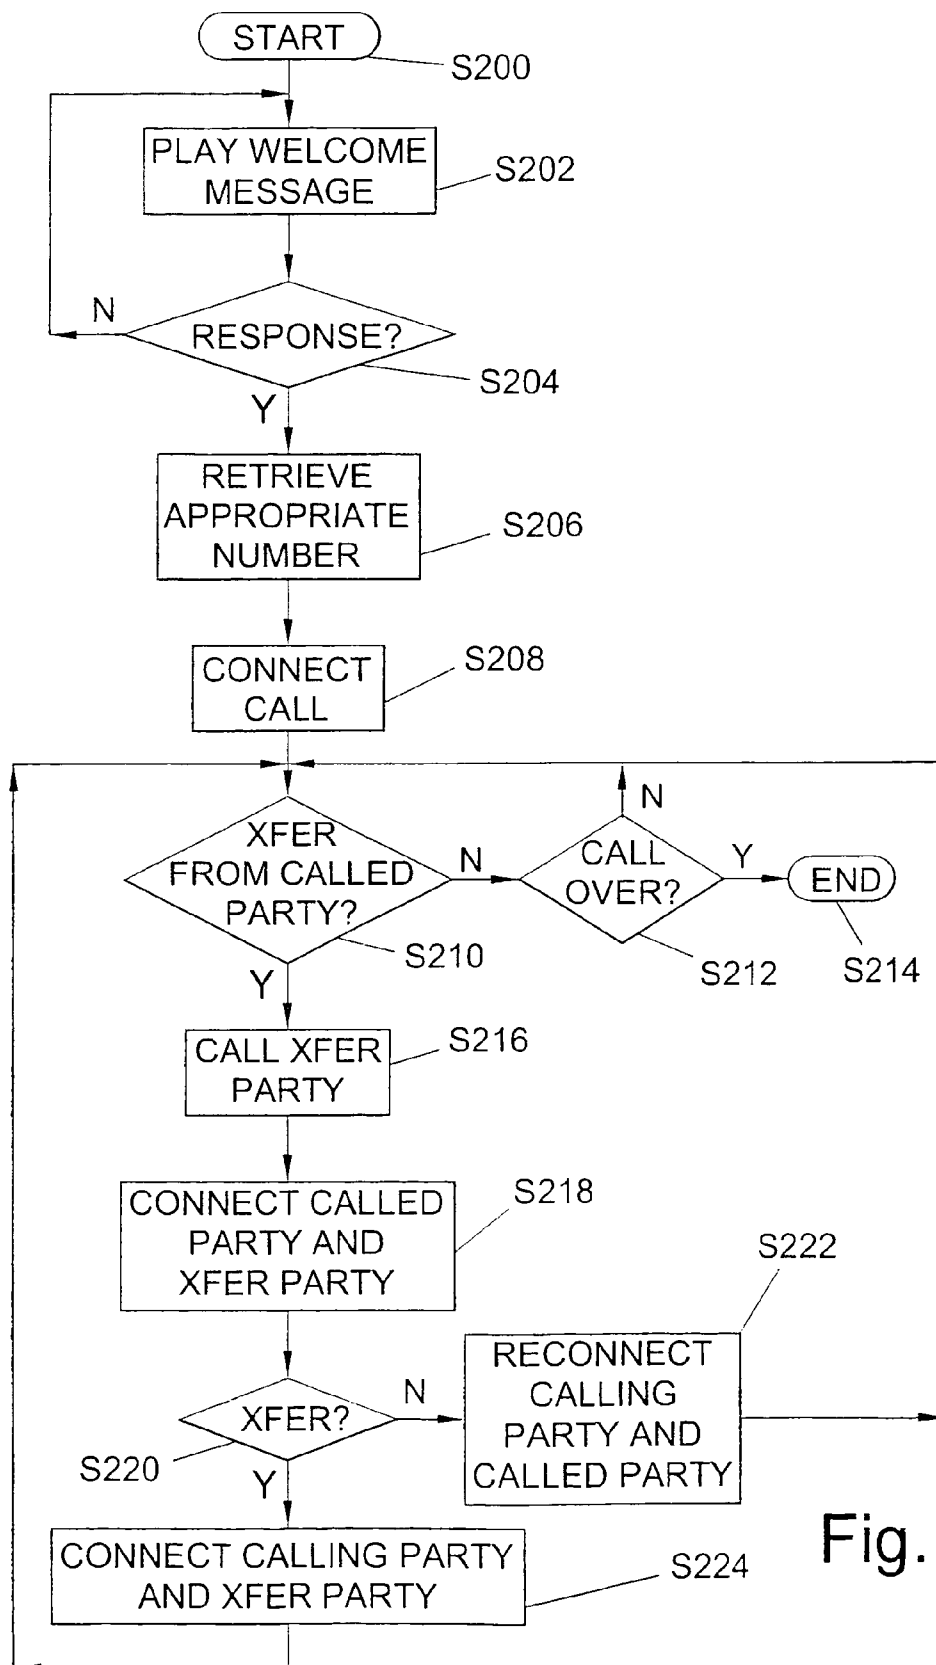 START
S200
PLAY WELCOME
MESSAGE
S202
N
RESPONSE?
S204
Y
RETRIEVE
APPROPRIATE
NUMBER
S206
CONNECT
CALL
S208
XFER
FROM CALLED
PARTY?
S210
N
CALL
OVER?
S212
N
Y
END
S214
Y
CALL XFER
PARTY
S216
CONNECT CALLED
PARTY AND
XFER PARTY
S218
XFER?
S220
N
RECONNECT
CALLING
PARTY AND
CALLED PARTY
S222
Y
CONNECT CALLING PARTY
AND XFER PARTY
S224
Fig.